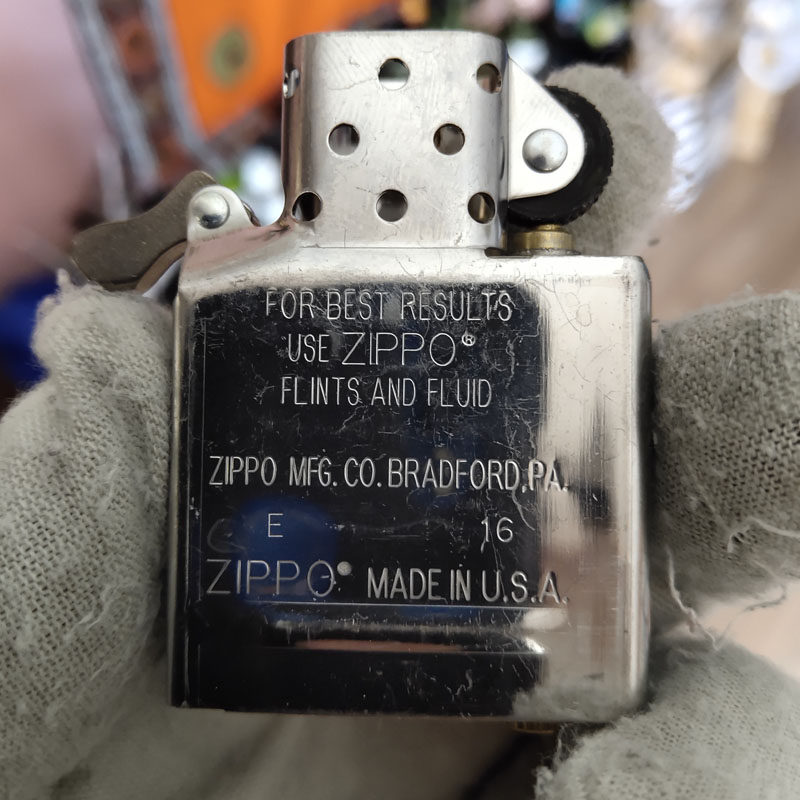 FOR BEST RESULTS
USE ZIPPO®
FLINTS AND FLUID
ZIPPO MFG. CO. BRADFORD, PA.
E 16
ZIPPO® MADE IN U.S.A.